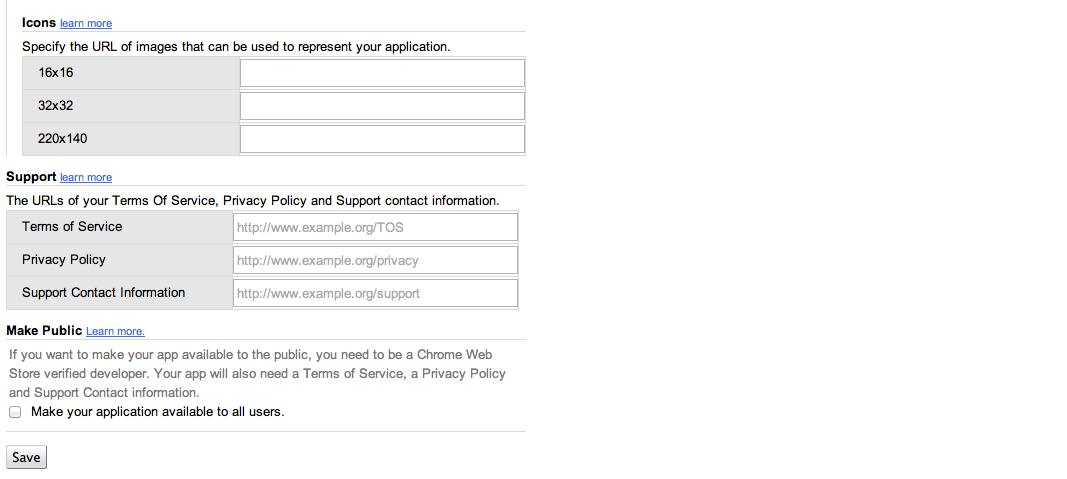 Icons learn more
Specify the URL of images that can be used to represent your application.
16x16
32x32
220x140
Support learn more
The URLs of your Terms Of Service, Privacy Policy and Support contact information.
Terms of Service http://www.example.org/TOS
Privacy Policy http://www.example.org/privacy
Support Contact Information http://www.example.org/support
Make Public Learn more.
If you want to make your app available to the public, you need to be a Chrome Web
Store verified developer. Your app will also need a Terms of Service, a Privacy Policy
and Support Contact information.
Make your application available to all users.
Save